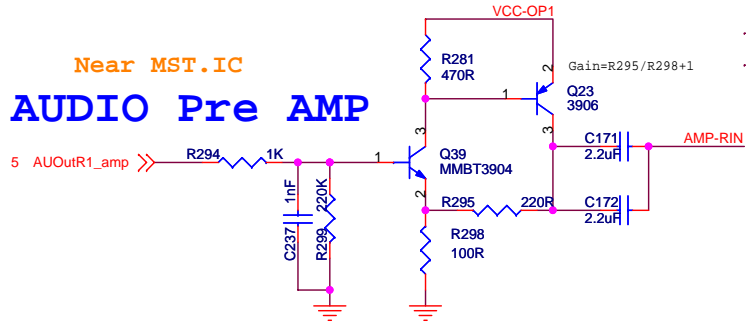 VCC-OP1
Near MST.IC
R281
470R
Gain=R295/R298+1
2
1
Q23
3906
AUDIO Pre AMP
3
3
C171
2.2uF
AMP-RIN
5 AUOutR1_amp
R294
1K
1
Q39
MMBT3904
2
R295
220R
C172
2.2uF
1nF
C237
220K
R299
R298
100R